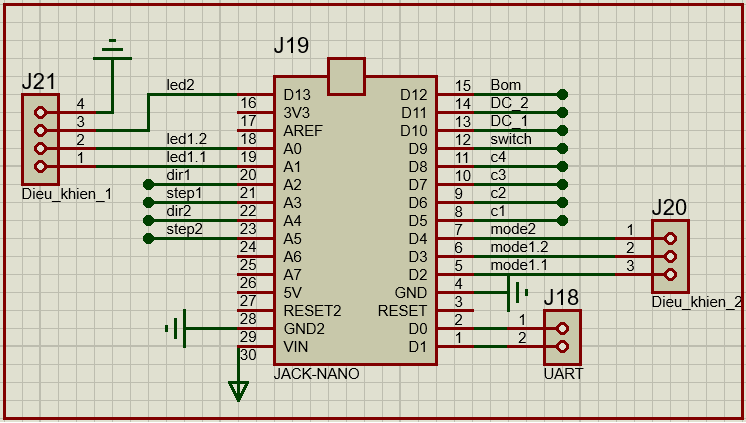 J19
J21
4
3
2
1
Dieu_khien_1
led2
led1.2
led1.1
dir1
step1
dir2
step2
16
17
18
19
20
21
22
23
24
25
26
27
28
29
30
D13
3V3
AREF
A0
A1
A2
A3
A4
A5
A6
A7
5V
RESET2
GND2
VIN
D12
D11
D10
D9
D8
D7
D6
D5
D4
D3
D2
GND
RESET
D0
D1
JACK-NANO
15
14
13
12
11
10
9
8
7
6
5
4
3
2
1
Bom
DC_2
DC_1
switch
c4
c3
c2
c1
mode2
mode1.2
mode1.1
J20
1
2
3
Dieu_khien_2
J18
1
2
UART